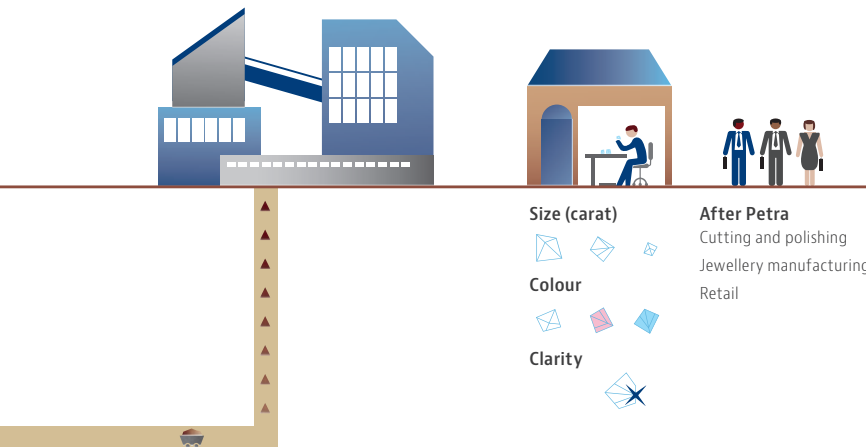 Size (carat)
Colour
Clarity
After Petra
Cutting and polishing
Jewellery manufacturing
Retail